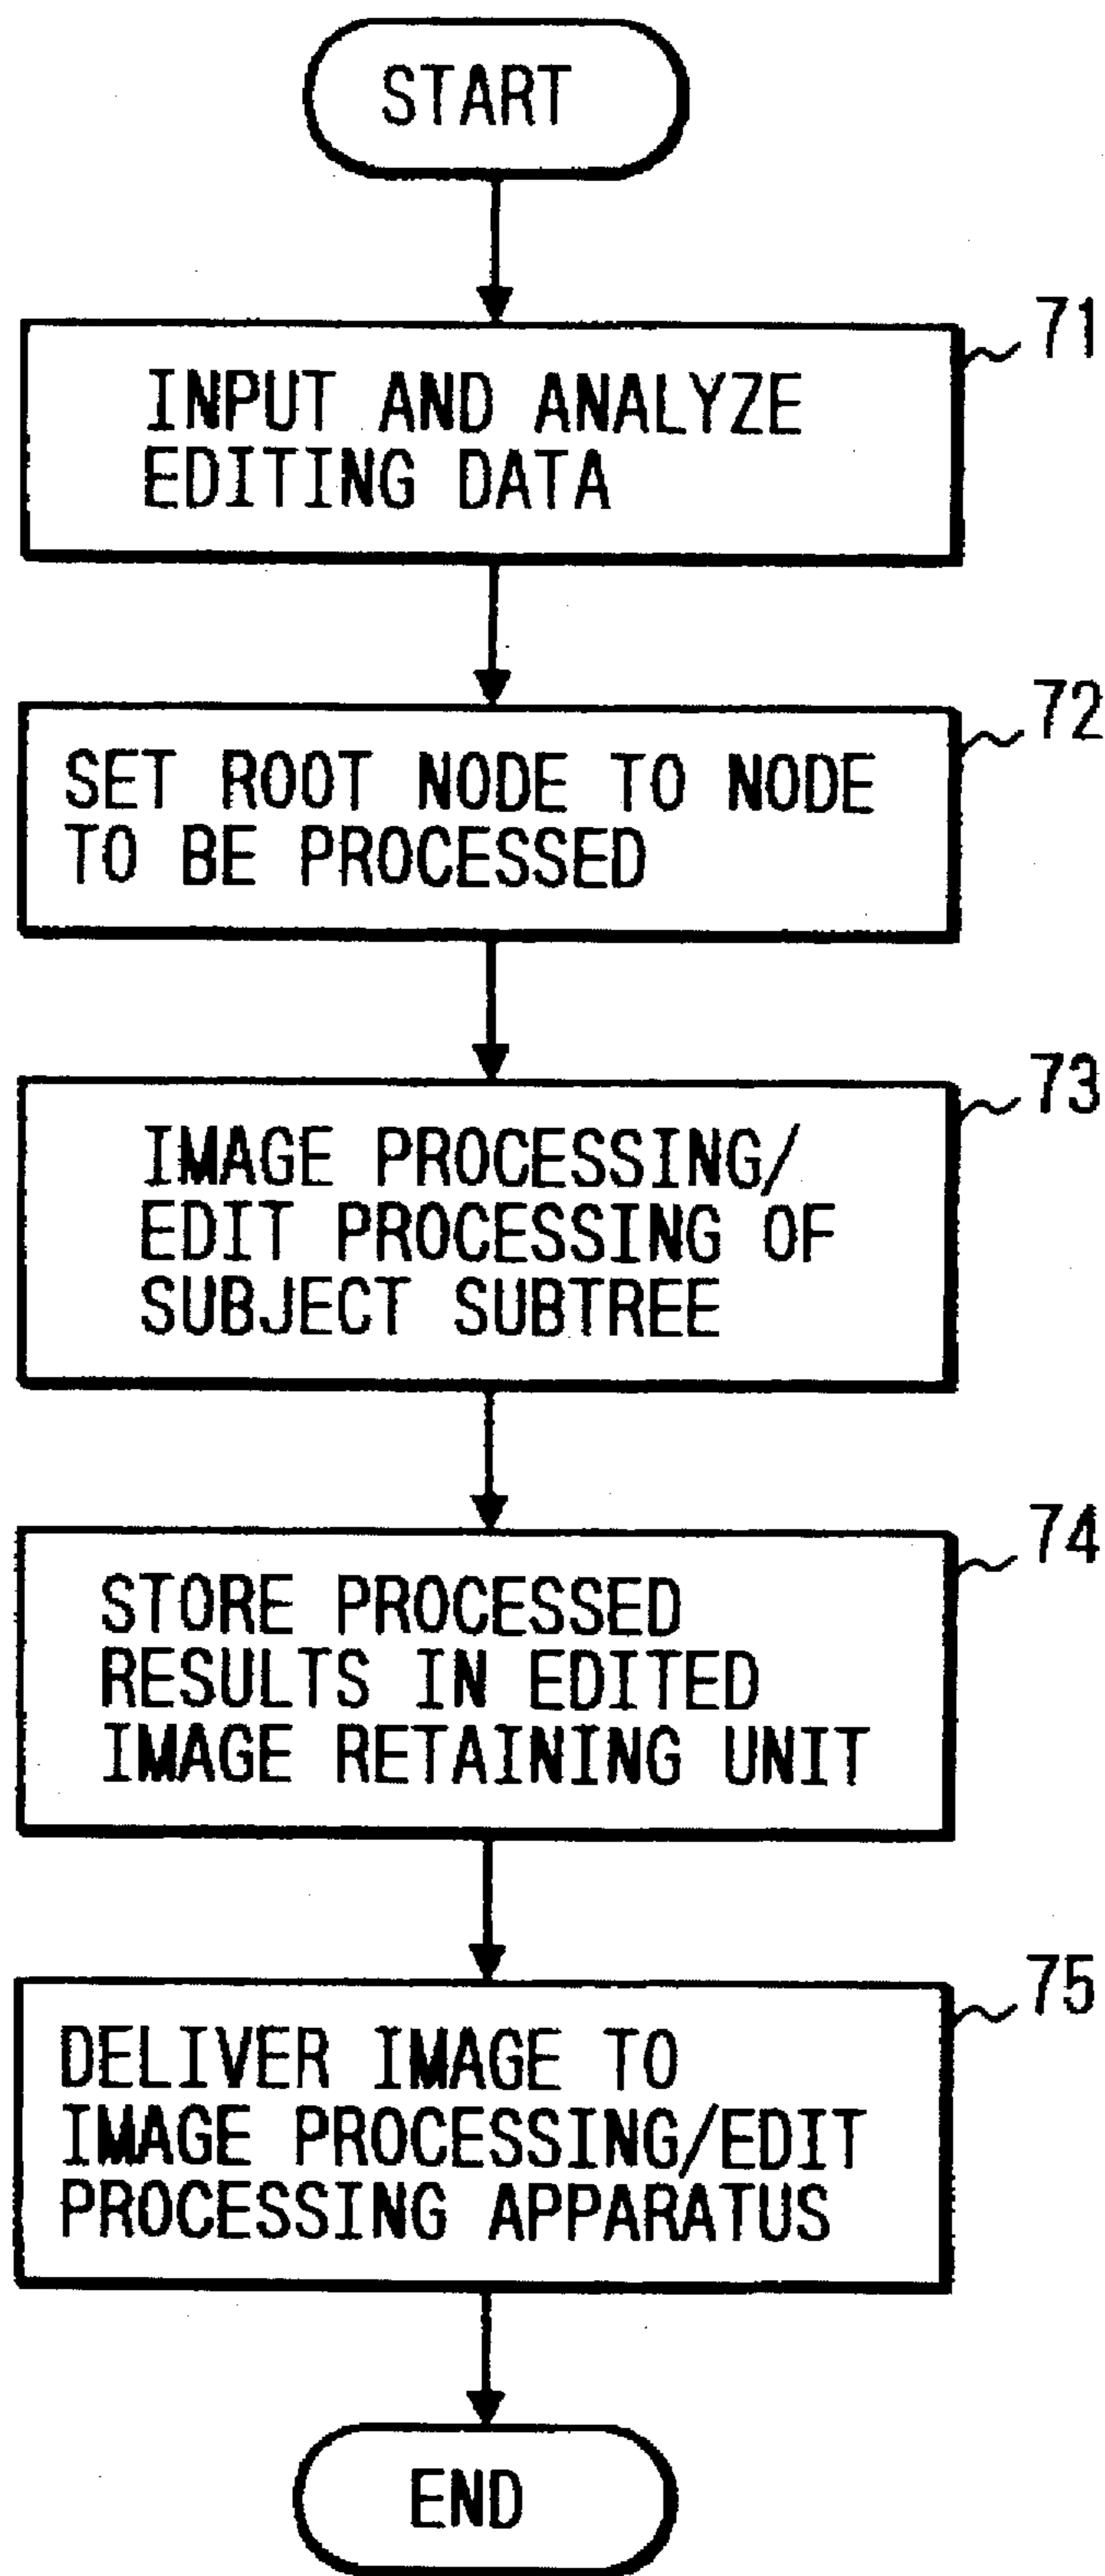 START
71
INPUT AND ANALYZE
EDITING DATA
72
SET ROOT NODE TO NODE
TO BE PROCESSED
73
IMAGE PROCESSING/
EDIT PROCESSING OF
SUBJECT SUBTREE
74
STORE PROCESSED
RESULTS IN EDITED
IMAGE RETAINING UNIT
75
DELIVER IMAGE TO
IMAGE PROCESSING/EDIT
PROCESSING APPARATUS
END